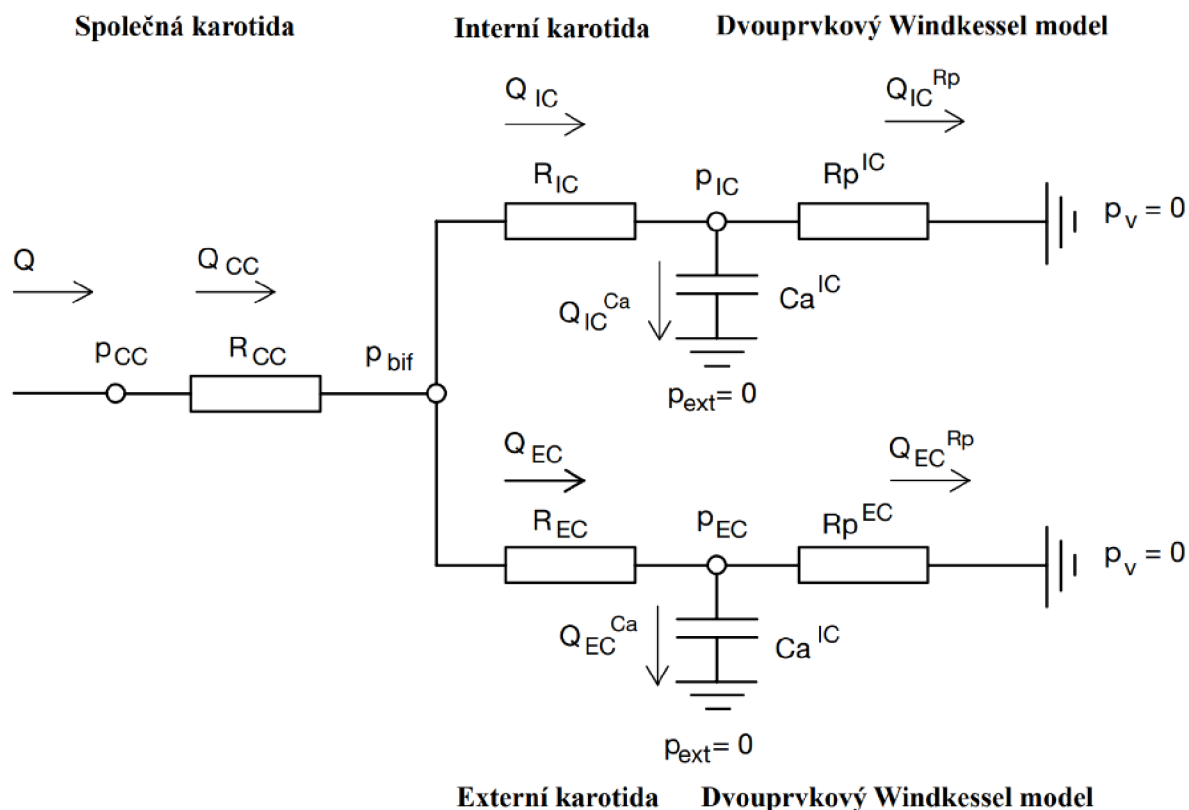 Společná karotida
Interní karotida
Dvouprvkový Windkessel model
Q IC
Q IC Rp
R IC
p IC
Rp IC
p v = 0
Q
Q CC
Q IC Ca
Ca IC
p CC
R CC
p bif
p ext = 0
Q EC
Q EC Rp
R EC
p EC
Rp EC
p v = 0
Q EC Ca
Ca IC
p ext = 0
Externí karotida
Dvouprvkový Windkessel model